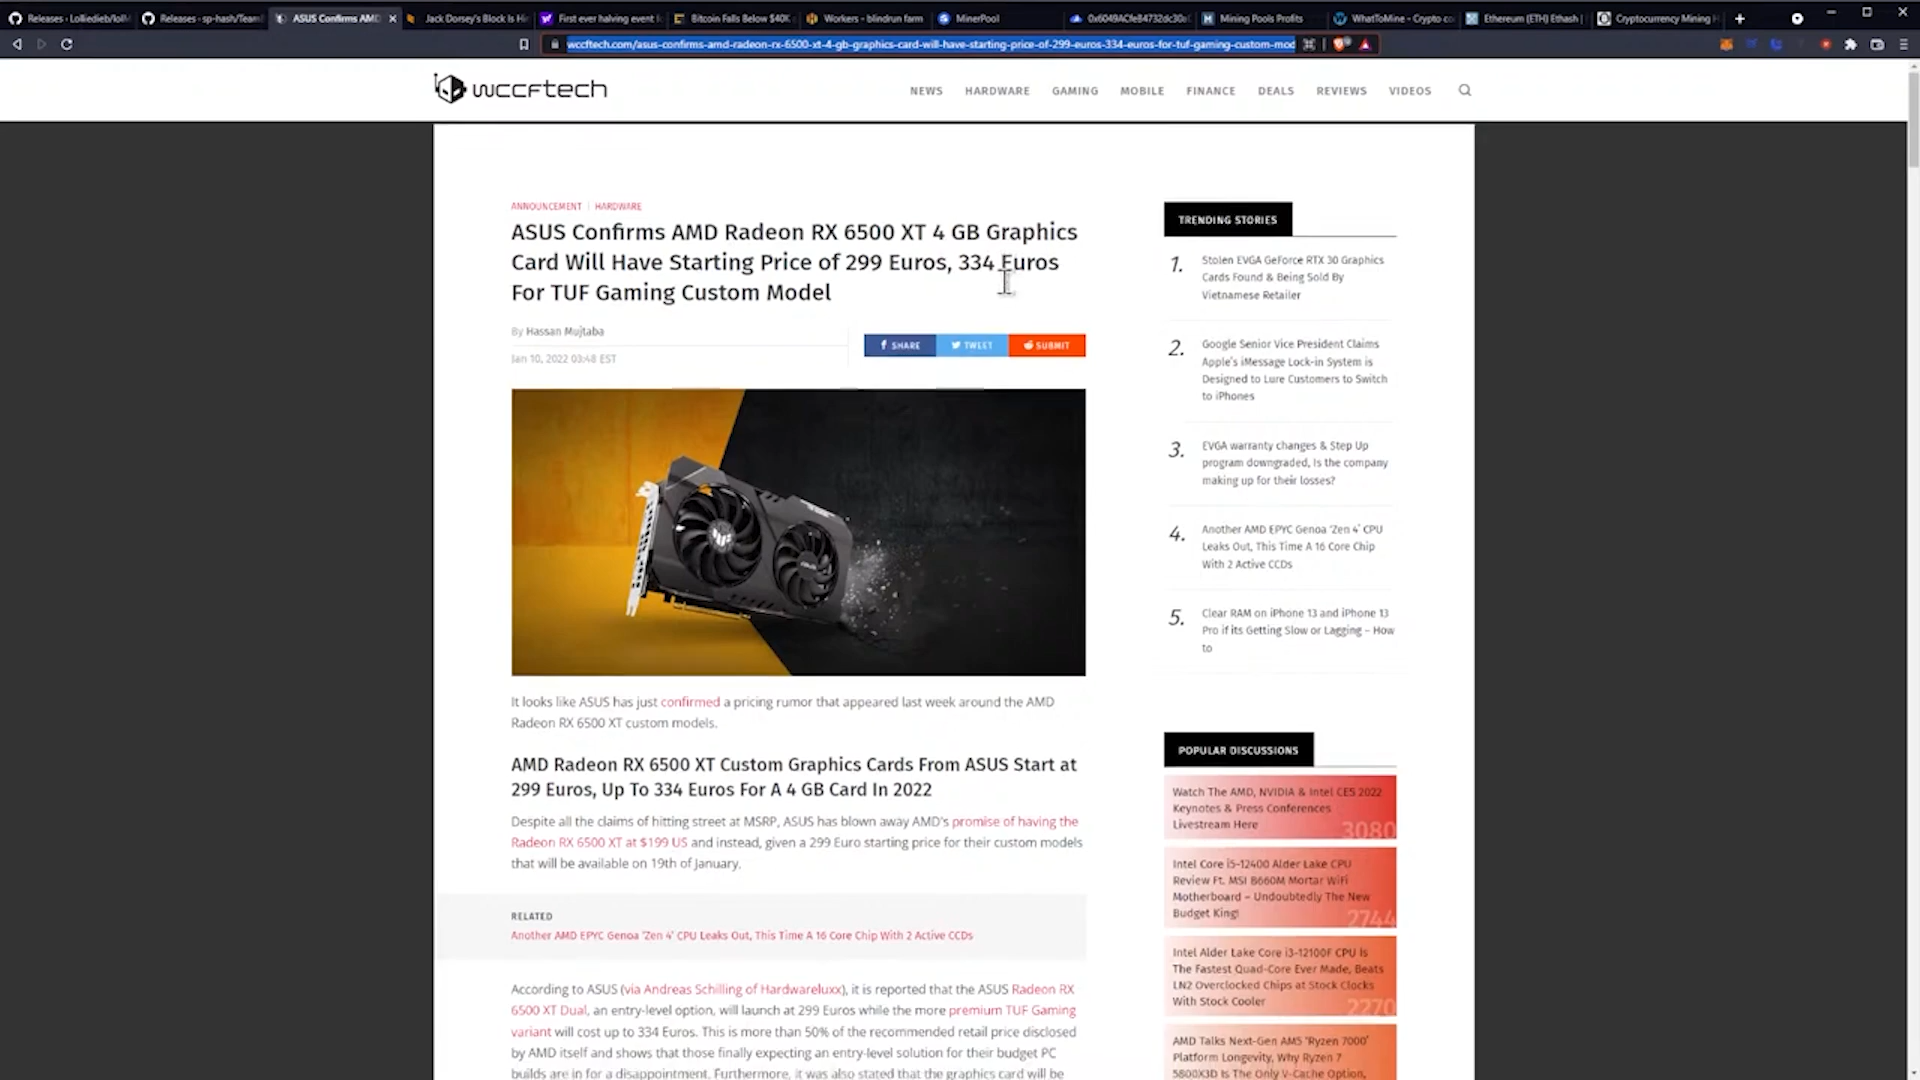 Releases · Lolliedieb/lolM
Releases · sp-hash/Team
ASUS Confirms AMD
Jack Dorsey's Block Is Hir
First ever halving event f
Bitcoin Falls Below $40K
Workers - blindrun farm
MinerPool
Mining Pools Profits
WhatToMine - Crypto co
Ethereum (ETH) Ethash |
Cryptocurrency Mining H
wccftech.com/asus-confirms-amd-radeon-rx-6500-xt-4-gb-graphics-card-will-have-starting-price-of-299-euros-334-euros-for-tuf-gaming-custom-mod
wccftech
NEWS
HARDWARE
GAMING
MOBILE
FINANCE
DEALS
REVIEWS
VIDEOS
ANNOUNCEMENT | HARDWARE
ASUS Confirms AMD Radeon RX 6500 XT 4 GB Graphics
Card Will Have Starting Price of 299 Euros, 334 Euros
For TUF Gaming Custom Model
By Hassan Mujtaba
Jan 10, 2022 03:48 EST
SHARE
TWEET
SUBMIT
It looks like ASUS has just confirmed a pricing rumor that appeared last week around the AMD
Radeon RX 6500 XT custom models.
AMD Radeon RX 6500 XT Custom Graphics Cards From ASUS Start at
299 Euros, Up To 334 Euros For A 4 GB Card In 2022
Despite all the claims of hitting street at MSRP, ASUS has blown away AMD's promise of having the
Radeon RX 6500 XT at $199 US and instead, given a 299 Euro starting price for their custom models
that will be available on 19th of January.
RELATED
Another AMD EPYC Genoa 'Zen 4' CPU Leaks Out, This Time A 16 Core Chip With 2 Active CCDs
According to ASUS (via Andreas Schilling of Hardwareluxx), it is reported that the ASUS Radeon RX
6500 XT Dual, an entry-level option, will launch at 299 Euros while the more premium TUF Gaming
variant will cost up to 334 Euros. This is more than 50% of the recommended retail price disclosed
by AMD itself and shows that those finally expecting an entry-level solution for their budget PC
builds are in for a disappointment. Furthermore, it was also stated that the graphics card will be
TRENDING STORIES
1. Stolen EVGA GeForce RTX 30 Graphics
Cards Found & Being Sold By
Vietnamese Retailer
2. Google Senior Vice President Claims
Apple's iMessage Lock-in System is
Designed to Lure Customers to Switch
to iPhones
3. EVGA warranty changes & Step Up
program downgraded, Is the company
making up for their losses?
4. Another AMD EPYC Genoa 'Zen 4' CPU
Leaks Out, This Time A 16 Core Chip
With 2 Active CCDs
5. Clear RAM on iPhone 13 and iPhone 13
Pro if its Getting Slow or Lagging – How
to
POPULAR DISCUSSIONS
Watch The AMD, NVIDIA & Intel CES 2022
Keynotes & Press Conferences
Livestream Here
3080
Intel Core i5-12400 Alder Lake CPU
Review Ft. MSI B660M Mortar WiFi
Motherboard – Undoubtedly The New
Budget King!
2744
Intel Alder Lake Core i3-12100F CPU Is
The Fastest Quad-Core Ever Made, Beats
LN2 Overclocked Chips at Stock Clocks
With Stock Cooler
2270
AMD Talks Next-Gen AM5 'Ryzen 7000'
Platform Longevity, Why Ryzen 7
5800X3D Is The Only V-Cache Option,